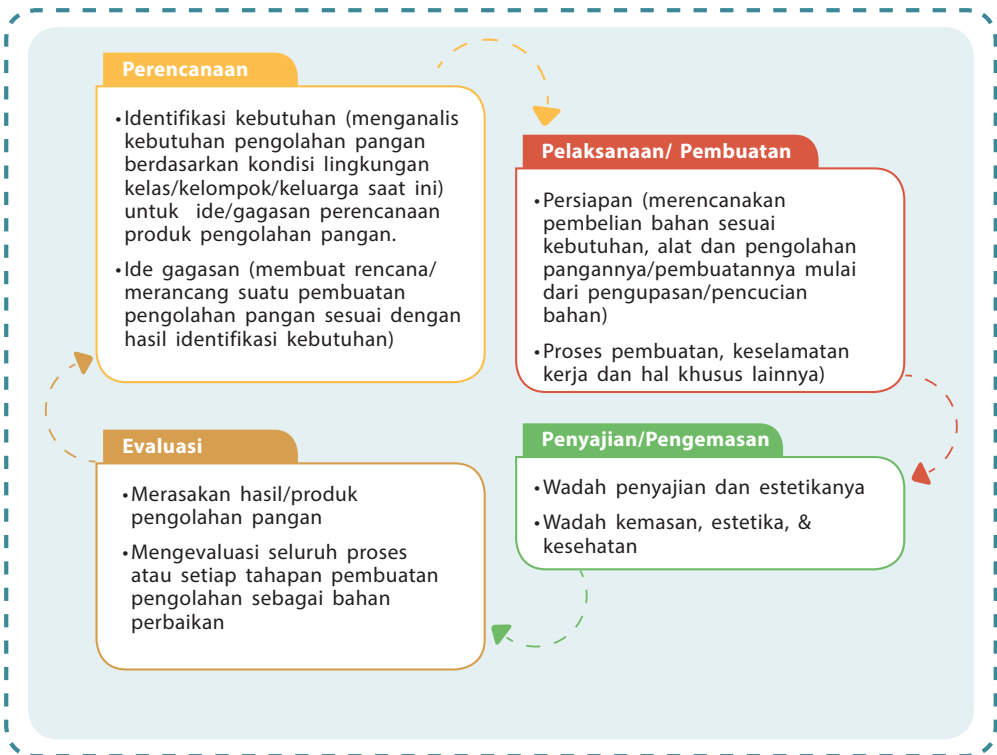 Perencanaan
•Identifikasi kebutuhan (menganalis
kebutuhan pengolahan pangan
berdasarkan kondisi lingkungan
kelas/kelompok/keluarga saat ini)
untuk ide/gagasan perencanaan
produk pengolahan pangan.
•Ide gagasan (membuat rencana/
merancang suatu pembuatan
pengolahan pangan sesuai dengan
hasil identifikasi kebutuhan)
Pelaksanaan/ Pembuatan
•Persiapan (merencanakan
pembelian bahan sesuai
kebutuhan, alat dan pengolahan
pangannya/pembuatannya mulai
dari pengupasan/pencucian
bahan)
•Proses pembuatan, keselamatan
kerja dan hal khusus lainnya)
Penyajian/Pengemasan
•Wadah penyajian dan estetikanya
•Wadah kemasan, estetika, &
kesehatan
Evaluasi
•Merasakan hasil/produk
pengolahan pangan
•Mengevaluasi seluruh proses
atau setiap tahapan pembuatan
pengolahan sebagai bahan
perbaikan